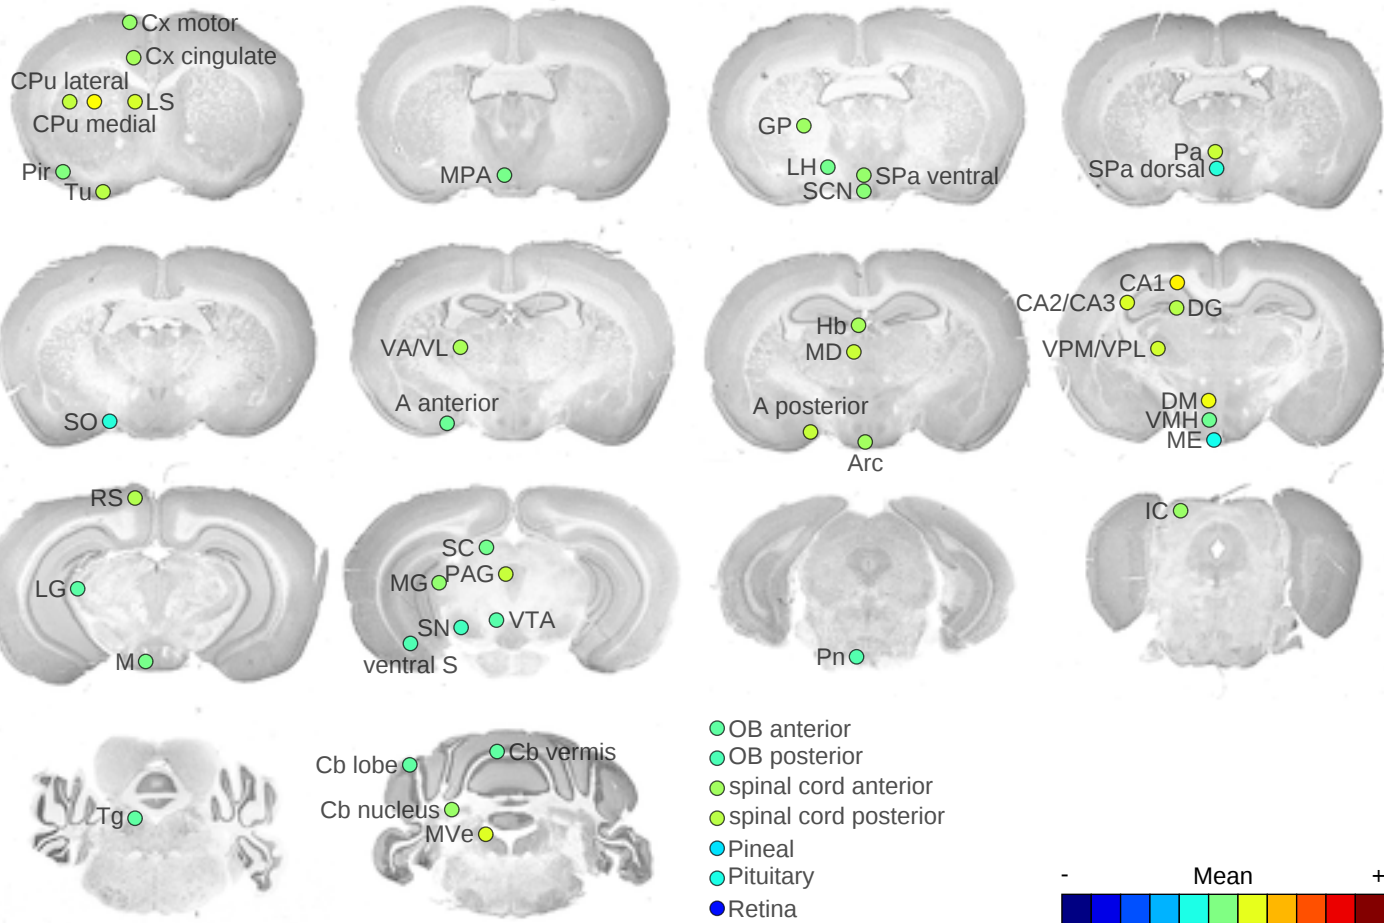 Cx motor
Cx cingulate
CPu lateral
LS
CPu medial
Pir
Tu
MPA
GP
LH
SPa ventral
SCN
Pa
SPa dorsal
SO
VA/VL
A anterior
Hb
MD
A posterior
Arc
CA1
CA2/CA3
DG
VPM/VPL
DM
VMH
ME
RS
LG
M
SC
MG
PAG
SN
VTA
ventral S
Pn
IC
Tg
Cb lobe
Cb vermis
Cb nucleus
MVe
OB anterior
OB posterior
spinal cord anterior
spinal cord posterior
Pineal
Pituitary
Retina
- Mean +